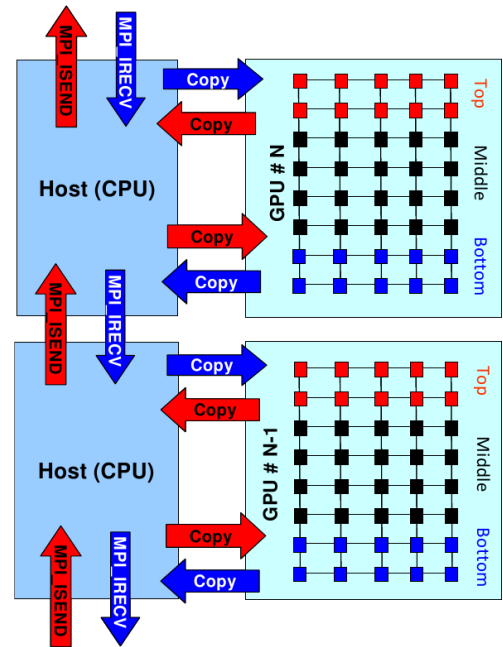 MPI_ISEND
MPI_IRECV
Copy
Copy
Host (CPU)
GPU # N
Top
Middle
Bottom
Copy
Copy
MPI_ISEND
MPI_IRECV
Copy
Copy
Host (CPU)
GPU # N-1
Top
Middle
Bottom
Copy
Copy
MPI_ISEND
MPI_IRECV